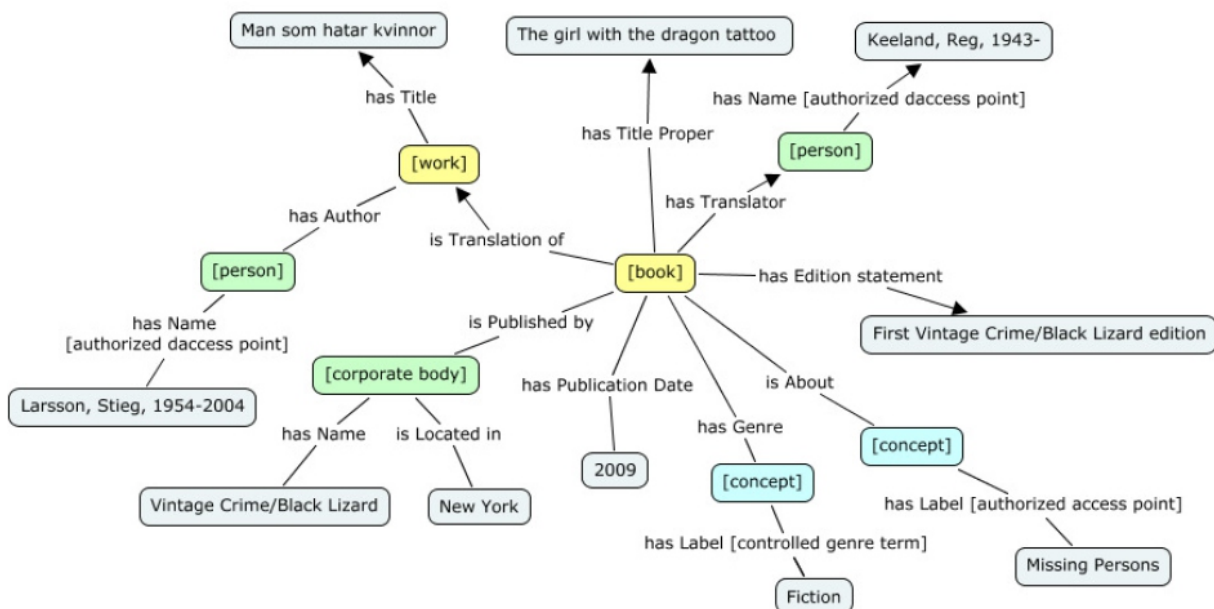 Man som hatar kvinnor
The girl with the dragon tattoo
Keeland, Reg, 1943-
has Title
has Name [authorized daccess point]
has Title Proper
[work]
[person]
has Author
has Translator
is Translation of
[person]
[book]
has Edition statement
has Name
[authorized daccess point]
is Published by
First Vintage Crime/Black Lizard edition
[corporate body]
has Publication Date
is About
Larsson, Stieg, 1954-2004
has Name
is Located in
has Genre
[concept]
2009
[concept]
Vintage Crime/Black Lizard
New York
has Label [authorized access point]
has Label [controlled genre term]
Missing Persons
Fiction